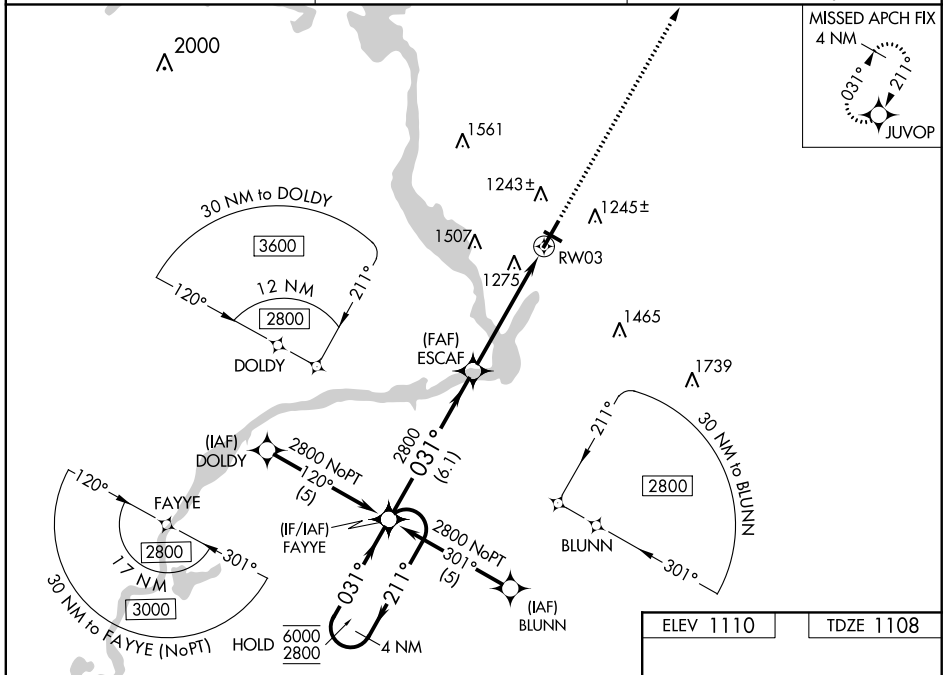 MISSED APCH FIX
4 NM
031°
211°
JUVOP
2000
1561
1243±
1245±
1507
1275
RW03
30 NM to DOLDY
3600
120°
211°
12 NM
2800
DOLDY
1465
1739
(FAF)
ESCAF
2800
031°
(6.1)
(IAF)
DOLDY
2800 NoPT
120°
(5)
(IF/IAF)
FAYYE
2800 NoPT
301°
(5)
(IAF)
BLUNN
031°
211°
HOLD
6000
2800
4 NM
120°
FAYYE
301°
2800
17 NM
3000
30 NM to FAYYE (NoPT)
211°
30 NM to BLUNN
2800
BLUNN
301°
ELEV 1110
TDZE 1108